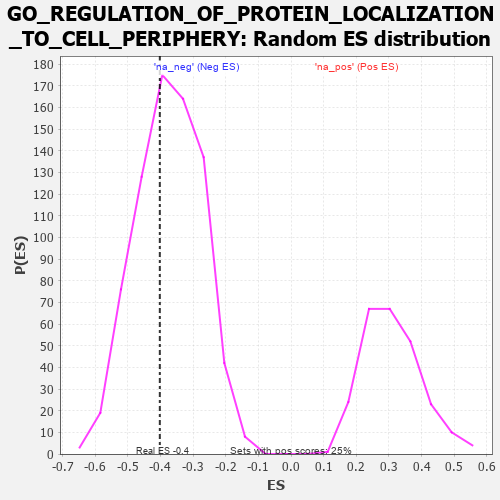 GO_REGULATION_OF_PROTEIN_LOCALIZATION
_TO_CELL_PERIPHERY: Random ES distribution
'na_neg' (Neg ES)
'na_pos' (Pos ES)
180
170
160
150
140
130
120
110
100
90
80
70
60
50
40
30
20
10
0
P(ES)
Real ES -0.4
Sets with pos scores: 25%
-0.7 -0.6 -0.5 -0.4 -0.3 -0.2 -0.1 0.0 0.1 0.2 0.3 0.4 0.5 0.6
ES